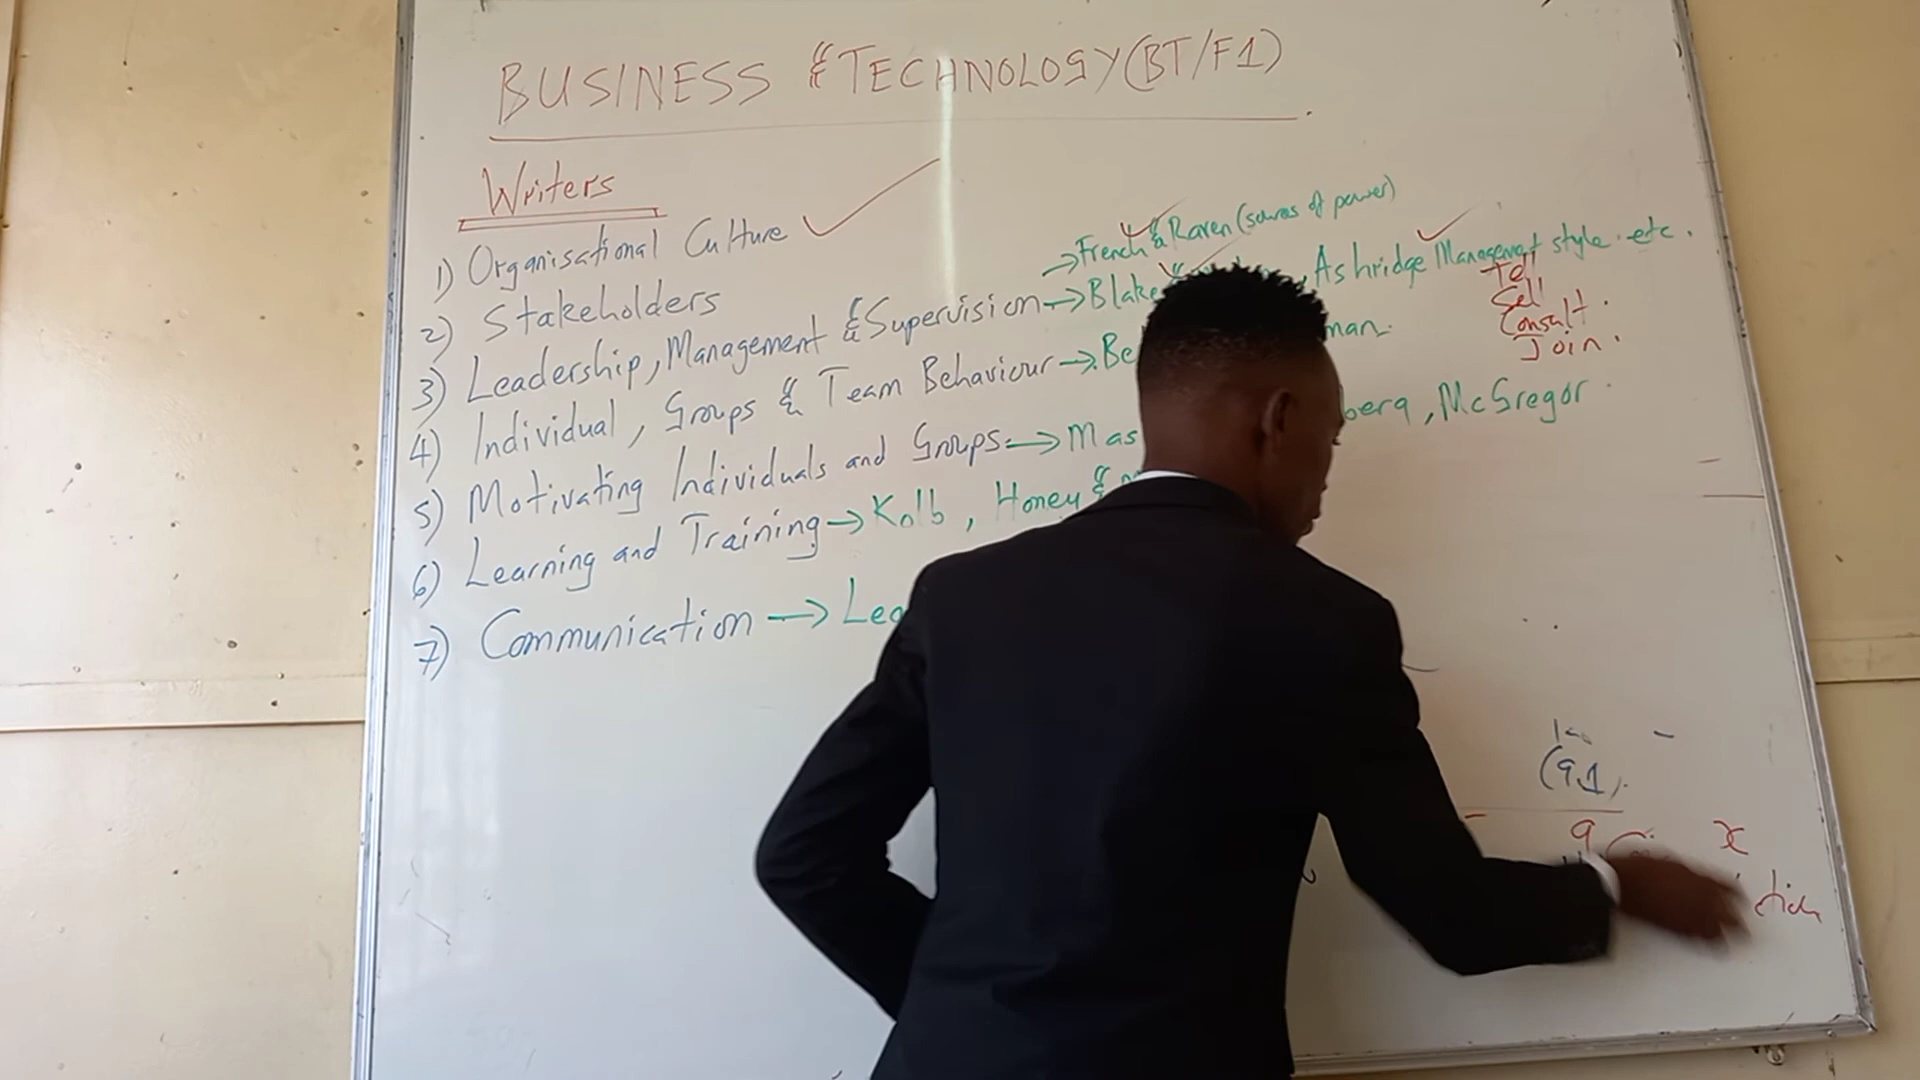 BUSINESS & TECHNOLOGY (BT/F1)
Writers
1) Organisational Culture
2) Stakeholders
3) Leadership, Management & Supervision → French & Raven (sources of power)
→ Blake , Ashridge Management style etc.
Tell
Sell
Consult.
Join.
4) Individual, Groups & Team Behaviour → Be man.
5) Motivating Individuals and Groups → Mas berg, McGregor
6) Learning and Training → Kolb, Honey &
7) Communication → Lea
(9,1).
9
x